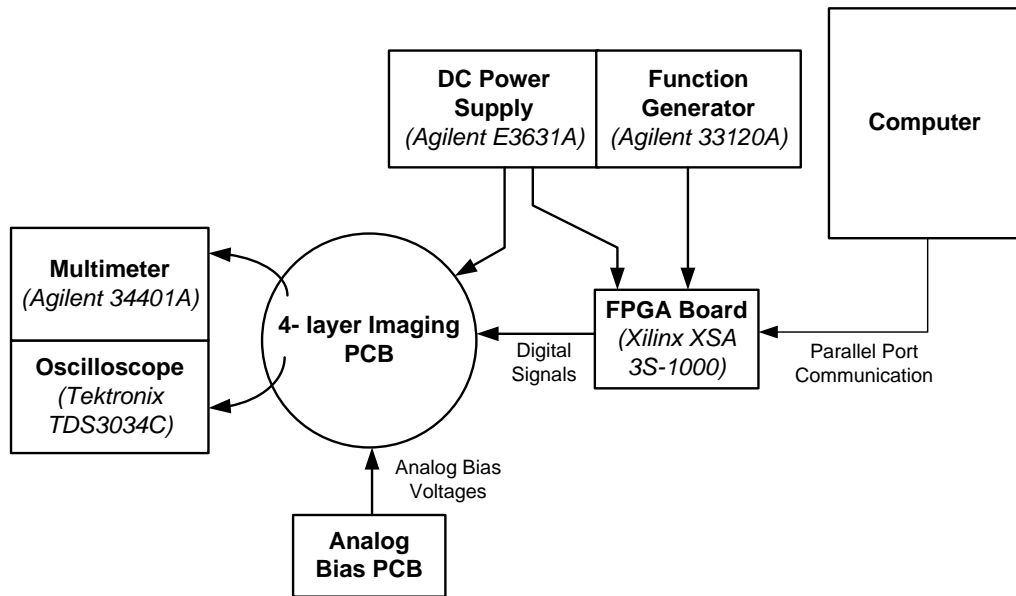 DC Power
Supply
(Agilent E3631A)
Function
Generator
(Agilent 33120A)
Computer
Multimeter
(Agilent 34401A)
Oscilloscope
(Tektronix
TDS3034C)
4- layer Imaging
PCB
Digital
Signals
FPGA Board
(Xilinx XSA
3S-1000)
Parallel Port
Communication
Analog Bias
Voltages
Analog
Bias PCB